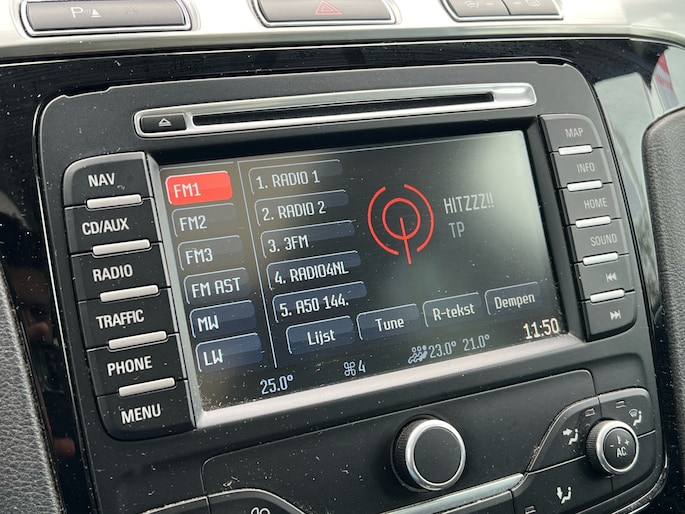 MAP
NAV
INFO
CD/AUX
HOME
RADIO
SOUND
TRAFFIC
PHONE
MENU
FM1
FM2
FM3
FM AST
MW
LW
1. RADIO 1
2. RADIO 2
3. 3FM
4. RADIO4NL
5. A50 144.
HITZZZ!!
TP
Lijst
Tune
R-tekst
Dempen
25.0°
4
23.0°
21.0°
11:50
AC
P